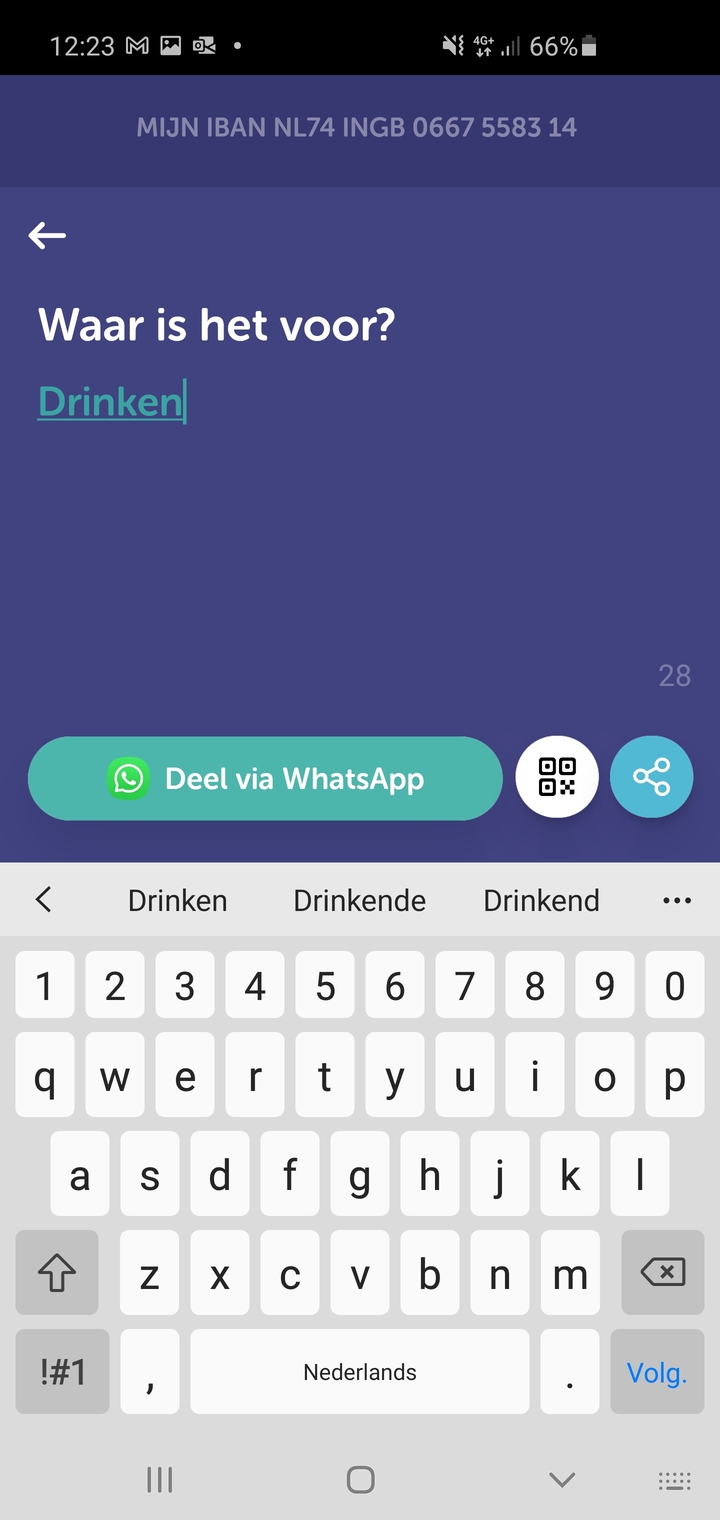 12:23 4G+ 66%
MIJN IBAN NL74 INGB 0667 5583 14
Waar is het voor?
Drinken
28
Deel via WhatsApp
Drinken Drinkende Drinkend
1 2 3 4 5 6 7 8 9 0
q w e r t y u i o p
a s d f g h j k l
z x c v b n m
!#1 , Nederlands . Volg.